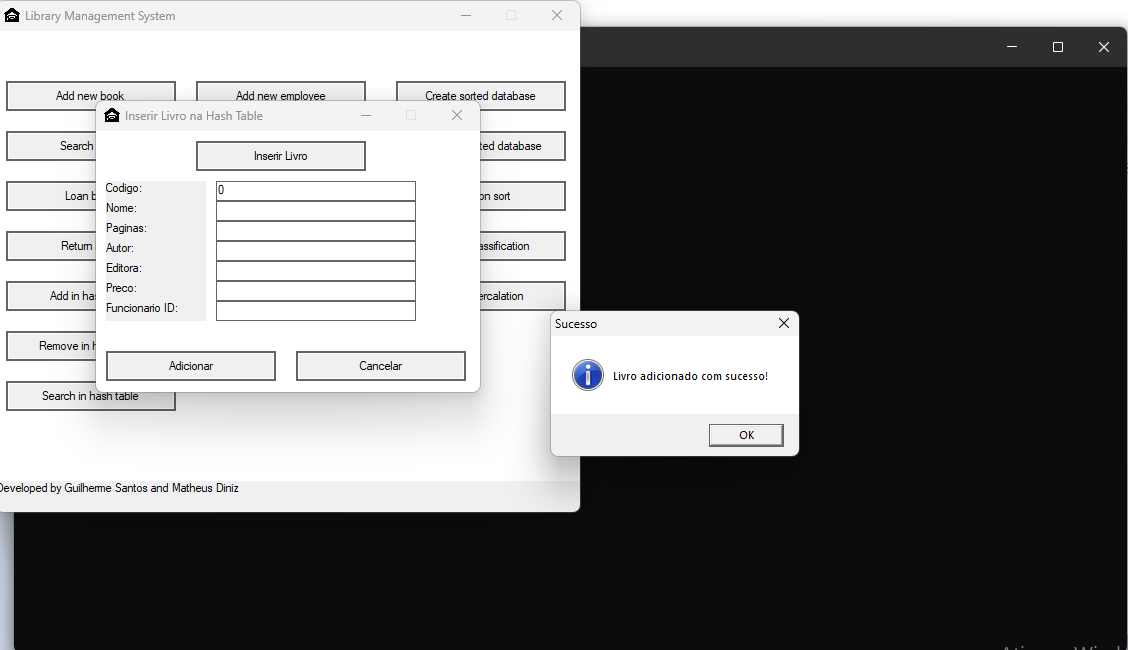 Library Management System
Add new book
Add new employee
Create sorted database
Inserir Livro na Hash Table
Search
ted database
Inserir Livro
Loan b
on sort
Codigo:
0
Nome:
Paginas:
Return
assification
Autor:
Editora:
Add in has
ercalation
Preco:
Funcionario ID:
Remove in h
Adicionar
Cancelar
Search in hash table
Sucesso
Livro adicionado com sucesso!
OK
Developed by Guilherme Santos and Matheus Diniz